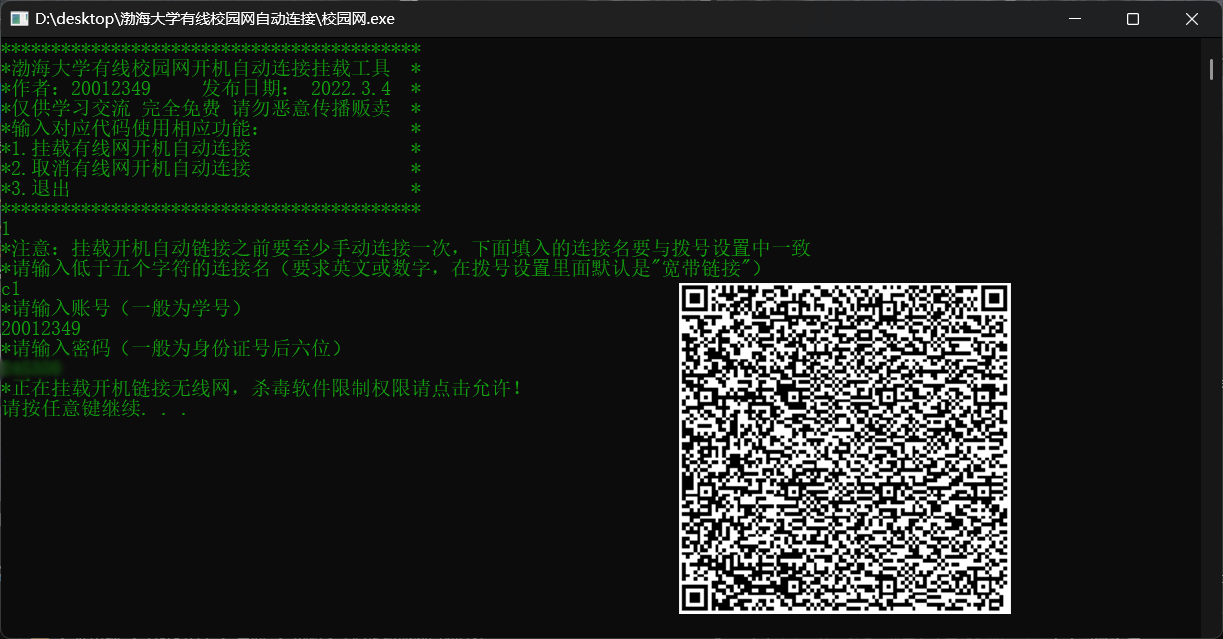 D:\desktop\渤海大学有线校园网自动连接\校园网.exe
******************************************
*渤海大学有线校园网开机自动连接挂载工具 *
*作者：20012349 发布日期： 2022.3.4 *
*仅供学习交流 完全免费 请勿恶意传播贩卖 *
*输入对应代码使用相应功能： *
*1.挂载有线网开机自动连接 *
*2.取消有线网开机自动连接 *
*3.退出 *
******************************************
1
*注意：挂载开机自动链接之前要至少手动连接一次，下面填入的连接名要与拨号设置中一致
*请输入低于五个字符的连接名（要求英文或数字，在拨号设置里面默认是"宽带链接"）
c1
*请输入账号（一般为学号）
20012349
*请输入密码（一般为身份证号后六位）
*正在挂载开机链接无线网，杀毒软件限制权限请点击允许！
请按任意键继续. . .